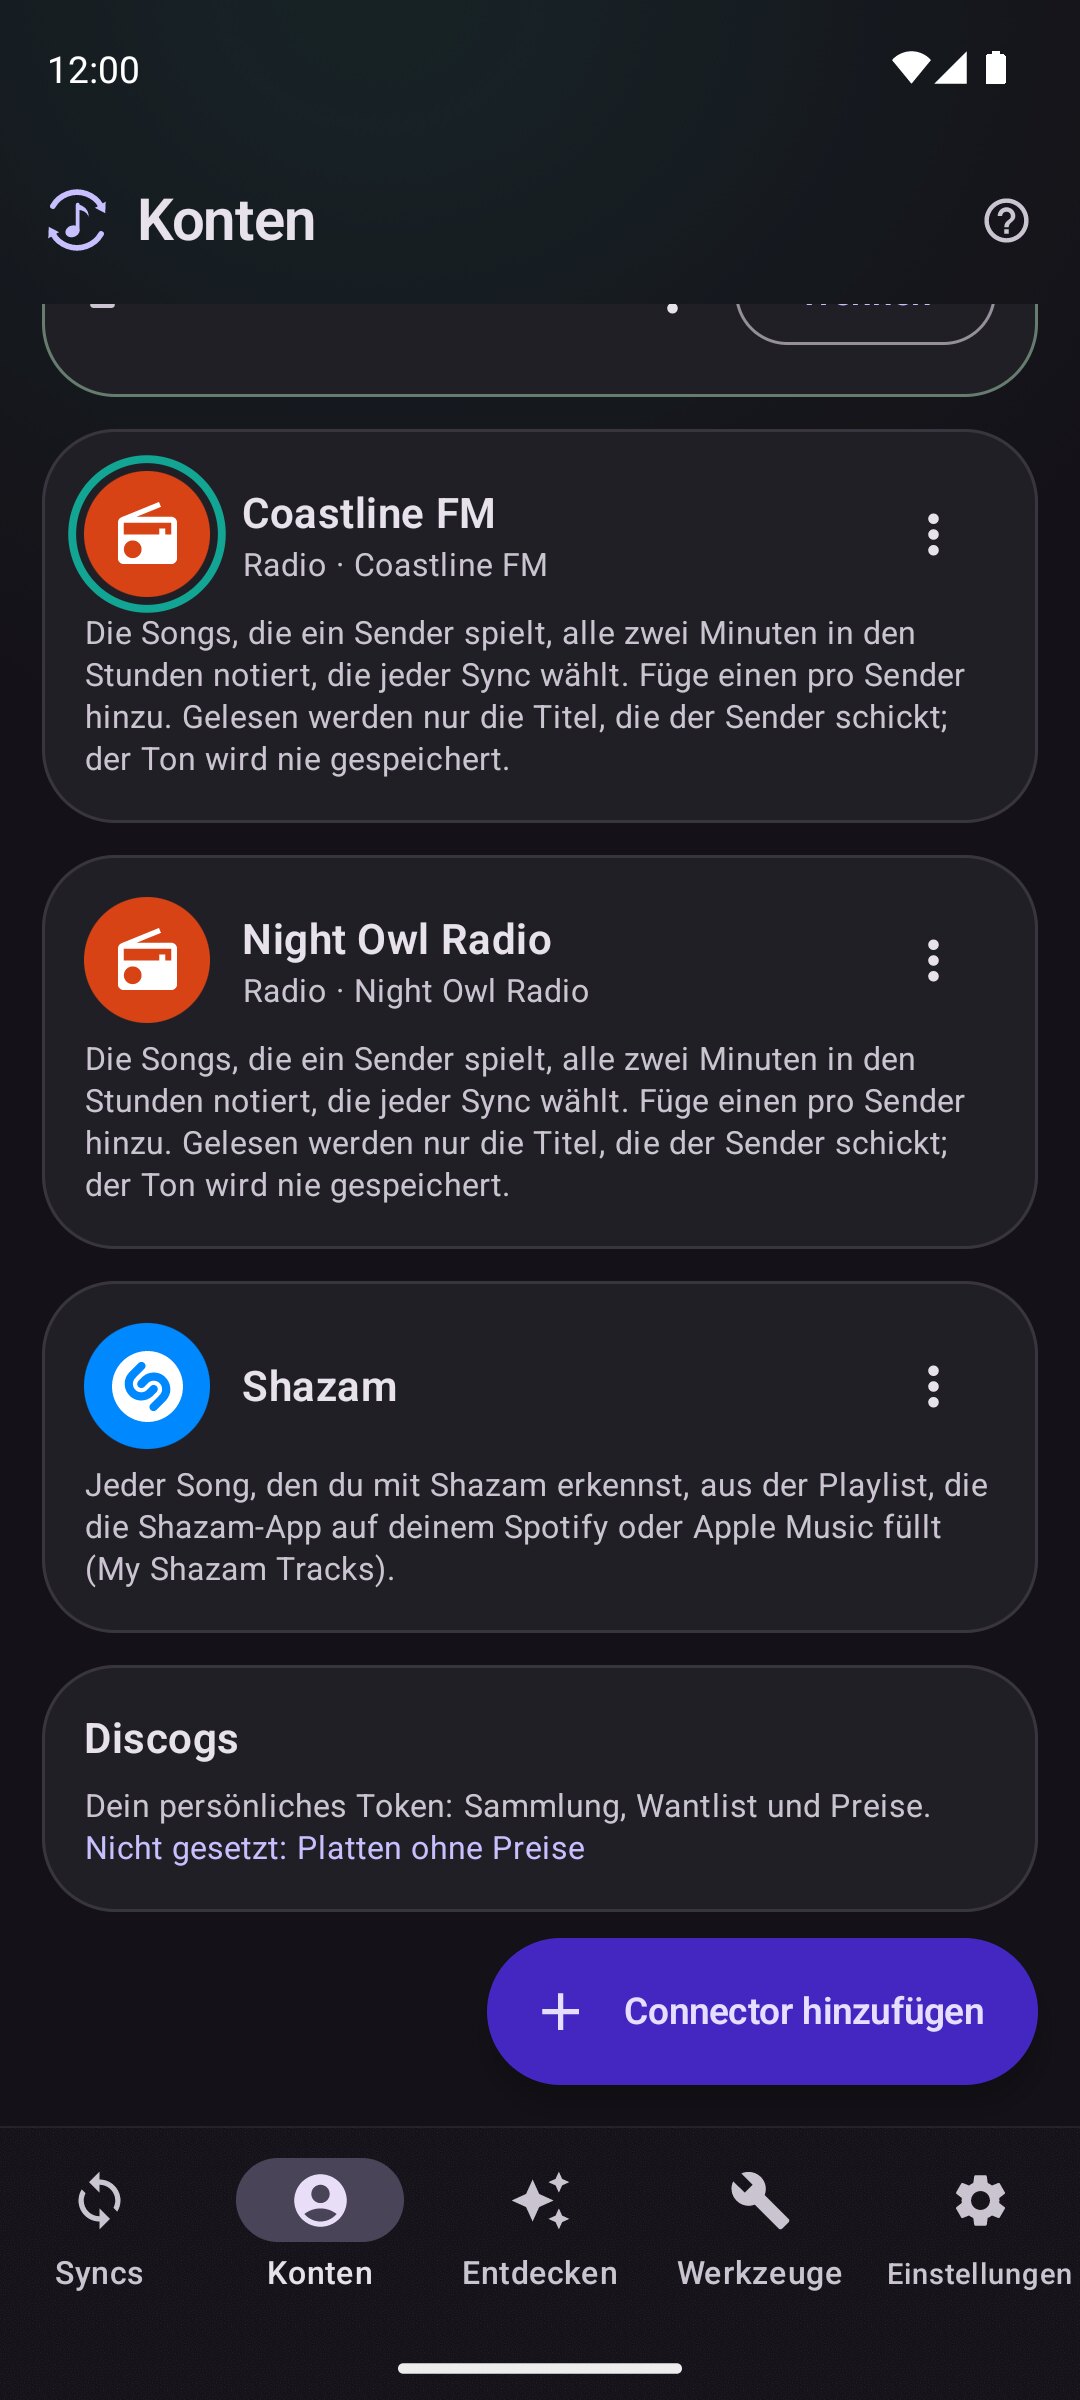 12:00
Konten
Coastline FM
Radio · Coastline FM
Die Songs, die ein Sender spielt, alle zwei Minuten in den
Stunden notiert, die jeder Sync wählt. Füge einen pro Sender
hinzu. Gelesen werden nur die Titel, die der Sender schickt;
der Ton wird nie gespeichert.
Night Owl Radio
Radio · Night Owl Radio
Die Songs, die ein Sender spielt, alle zwei Minuten in den
Stunden notiert, die jeder Sync wählt. Füge einen pro Sender
hinzu. Gelesen werden nur die Titel, die der Sender schickt;
der Ton wird nie gespeichert.
Shazam
Jeder Song, den du mit Shazam erkennst, aus der Playlist, die
die Shazam-App auf deinem Spotify oder Apple Music füllt
(My Shazam Tracks).
Discogs
Dein persönliches Token: Sammlung, Wantlist und Preise.
Nicht gesetzt: Platten ohne Preise
Connector hinzufügen
Syncs
Konten
Entdecken
Werkzeuge
Einstellungen